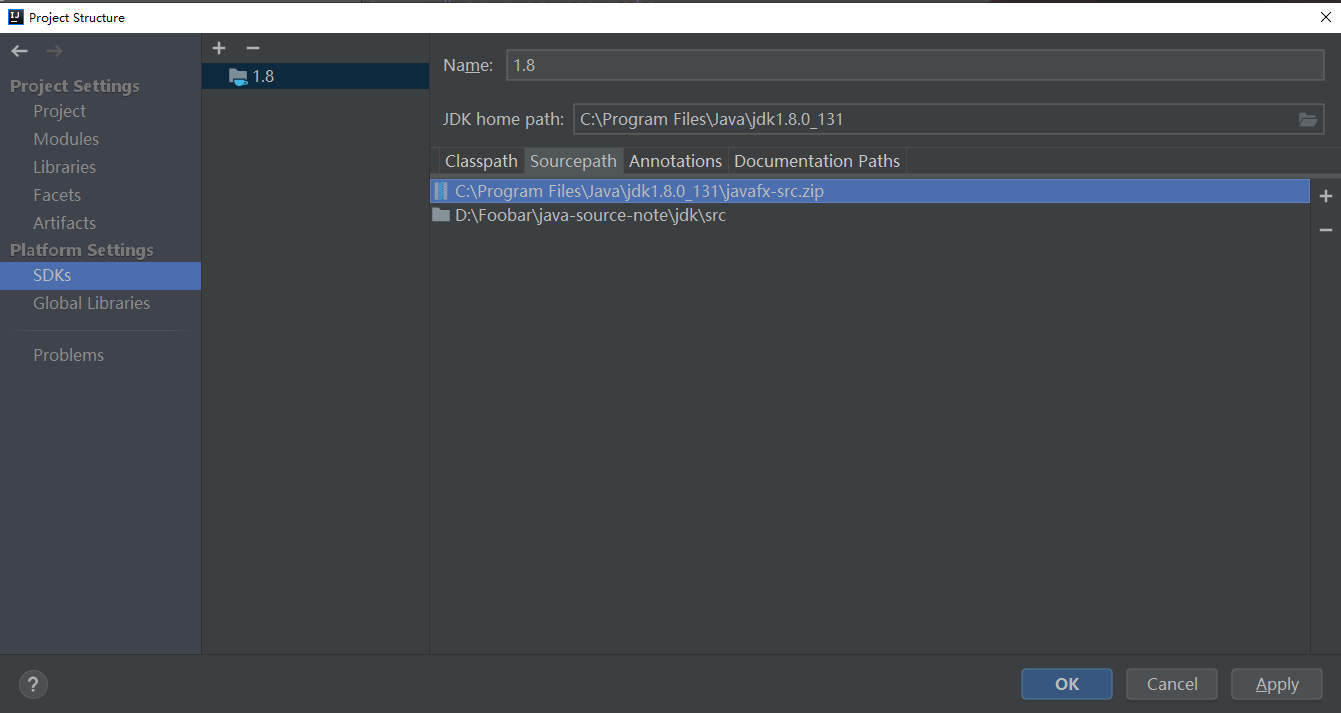 Project Structure
Project Settings
Project
Modules
Libraries
Facets
Artifacts
Platform Settings
SDKs
Global Libraries
Problems
1.8
Name: 1.8
JDK home path: C:\Program Files\Java\jdk1.8.0_131
Classpath Sourcepath Annotations Documentation Paths
C:\Program Files\Java\jdk1.8.0_131\javafx-src.zip
D:\Foobar\java-source-note\jdk\src
? OK Cancel Apply